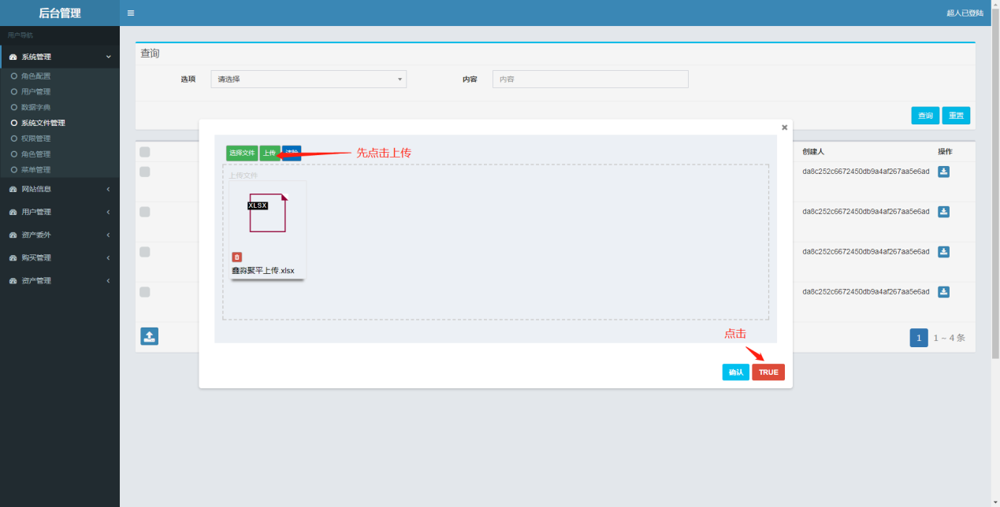 后台管理
超人已登陆
用户导航
系统管理
角色配置
用户管理
数据字典
系统文件管理
权限管理
角色管理
菜单管理
网站信息
用户管理
资产委外
购买管理
资产管理
查询
选项
请选择
内容
内容
查询
重置
选择文件
上传
清除
先点击上传
上传文件
XLSX
鑫淼聚平上传.xlsx
点击
确认
TRUE
创建人
操作
da8c252c6672450db9a4af267aa5e6ad
da8c252c6672450db9a4af267aa5e6ad
da8c252c6672450db9a4af267aa5e6ad
da8c252c6672450db9a4af267aa5e6ad
1
1 ~ 4 条